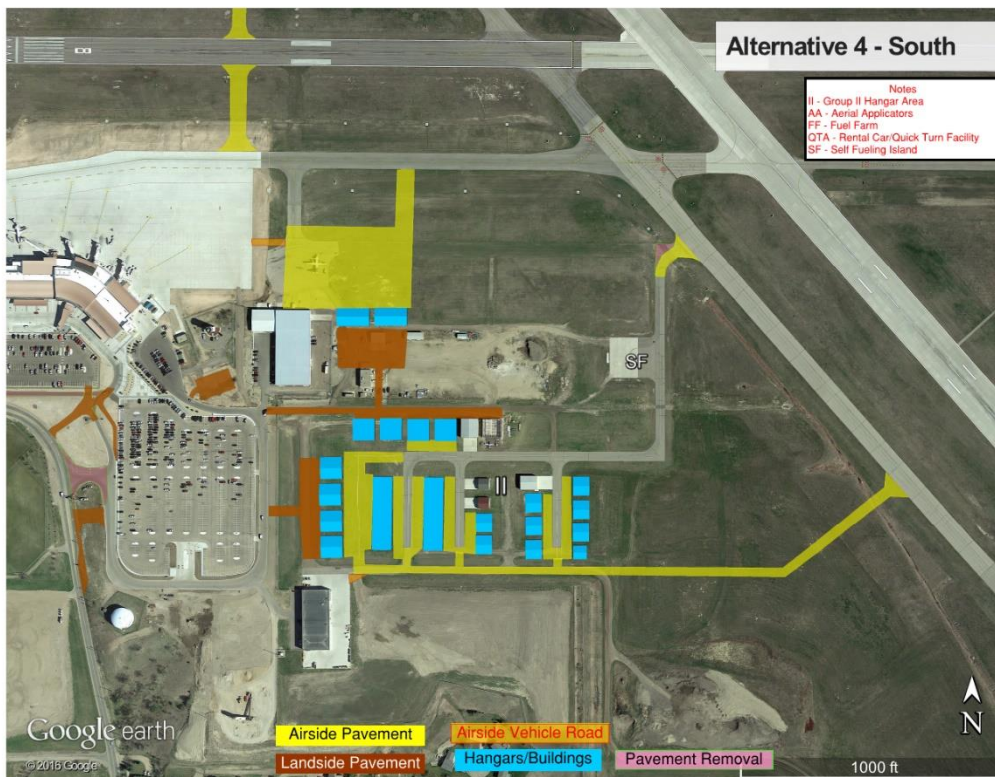 Alternative 4 - South
Notes
II - Group II Hangar Area
AA - Aerial Applicators
FF - Fuel Farm
QTA - Rental Car/Quick Turn Facility
SF - Self Fueling Island
8
SF
N
Google earth
© 2016 Google
Airside Pavement
Airside Vehicle Road
Landside Pavement
Hangars/Buildings
Pavement Removal
1000 ft